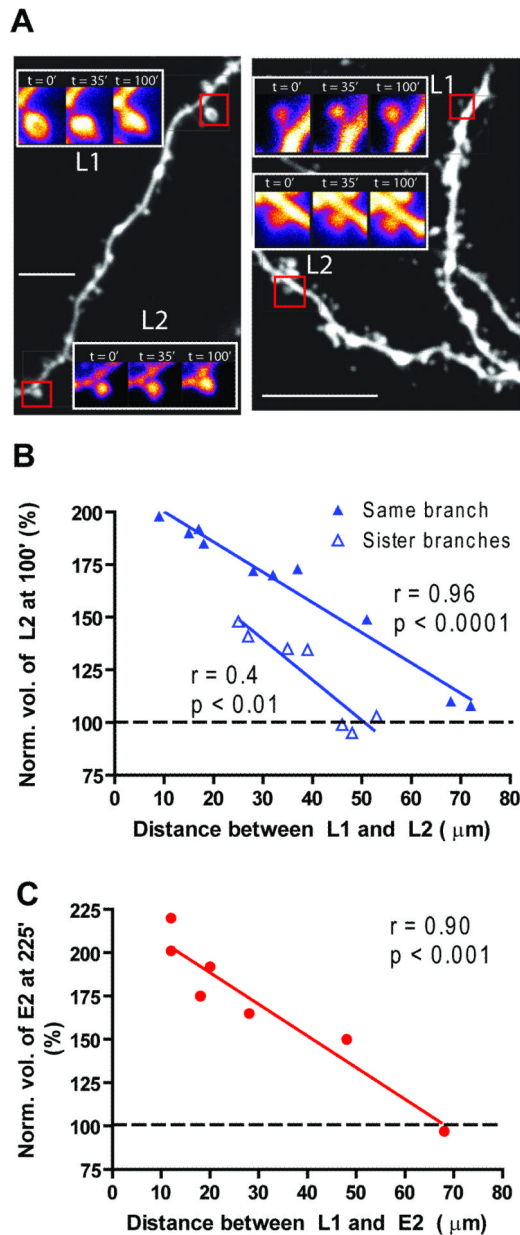 A
t = 0' t = 35' t = 100'
L1
L2
t = 0' t = 35' t = 100'
t = 0' t = 35' t = 100'
L1
t = 0' t = 35' t = 100'
L2
B
Norm. vol. of L2 at 100' (%)
200
175
150
125
100
75
Same branch
Sister branches
r = 0.96
p < 0.0001
r = 0.4
p < 0.01
0 10 20 30 40 50 60 70 80
Distance between L1 and L2 ( μm)
C
Norm. vol. of E2 at 225'
(%)
225
200
175
150
125
100
75
r = 0.90
p < 0.001
0 10 20 30 40 50 60 70 80
Distance between L1 and E2 ( μm)